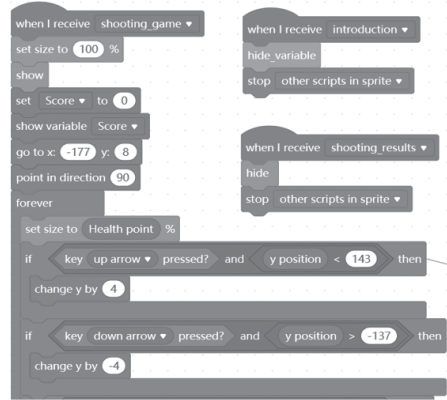 when I receive shooting_game
set size to 100 %
show
set Score to 0
show variable Score
go to x: -177 y: 8
point in direction 90
forever
set size to Health point %
if key up arrow pressed? and y position < 143 then
change y by 4
if key down arrow pressed? and y position > -137 then
change y by -4
when I receive introduction
hide_variable
stop other scripts in sprite
when I receive shooting_results
hide
stop other scripts in sprite